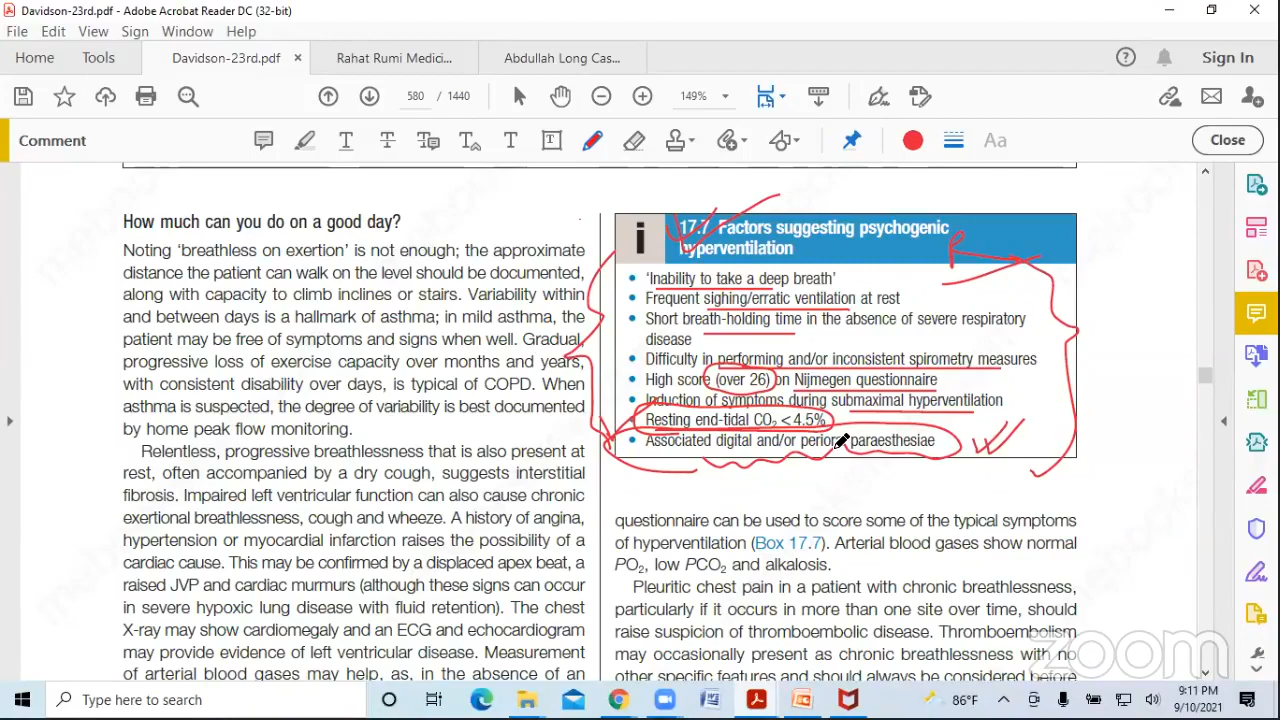 Davidson-23rd.pdf - Adobe Acrobat Reader DC (32-bit)
File Edit View Sign Window Help
Home Tools Davidson-23rd.pdf × Rahat Rumi Medici... Abdullah Long Cas... Sign In
580 / 1440 149%
Comment Aa Close
How much can you do on a good day?
Noting ‘breathless on exertion’ is not enough; the approximate
distance the patient can walk on the level should be documented,
along with capacity to climb inclines or stairs. Variability within
and between days is a hallmark of asthma; in mild asthma, the
patient may be free of symptoms and signs when well. Gradual,
progressive loss of exercise capacity over months and years,
with consistent disability over days, is typical of COPD. When
asthma is suspected, the degree of variability is best documented
by home peak flow monitoring.
Relentless, progressive breathlessness that is also present at
rest, often accompanied by a dry cough, suggests interstitial
fibrosis. Impaired left ventricular function can also cause chronic
exertional breathlessness, cough and wheeze. A history of angina,
hypertension or myocardial infarction raises the possibility of a
cardiac cause. This may be confirmed by a displaced apex beat, a
raised JVP and cardiac murmurs (although these signs can occur
in severe hypoxic lung disease with fluid retention). The chest
X-ray may show cardiomegaly and an ECG and echocardiogram
may provide evidence of left ventricular disease. Measurement
of arterial blood gases may help, as, in the absence of an
i 17.7 Factors suggesting psychogenic
hyperventilation
• ‘Inability to take a deep breath’
• Frequent sighing/erratic ventilation at rest
• Short breath-holding time in the absence of severe respiratory
disease
• Difficulty in performing and/or inconsistent spirometry measures
• High score (over 26) on Nijmegen questionnaire
• Induction of symptoms during submaximal hyperventilation
• Resting end-tidal CO₂ < 4.5%
• Associated digital and/or perioral paraesthesiae
questionnaire can be used to score some of the typical symptoms
of hyperventilation (Box 17.7). Arterial blood gases show normal
PO₂, low PCO₂ and alkalosis.
Pleuritic chest pain in a patient with chronic breathlessness,
particularly if it occurs in more than one site over time, should
raise suspicion of thromboembolic disease. Thromboembolism
may occasionally present as chronic breathlessness with no
other specific features and should always be considered before
zoom
Type here to search
86°F
9:11 PM
9/10/2021